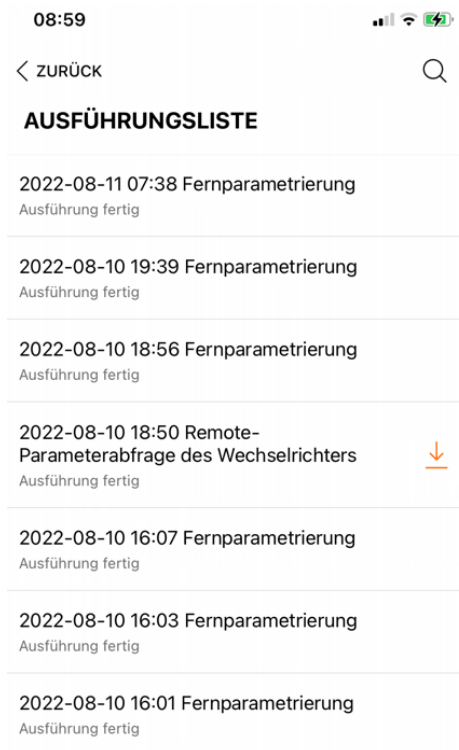 08:59
ZURÜCK
AUSFÜHRUNGSLISTE
2022-08-11 07:38 Fernparametrierung
Ausführung fertig
2022-08-10 19:39 Fernparametrierung
Ausführung fertig
2022-08-10 18:56 Fernparametrierung
Ausführung fertig
2022-08-10 18:50 Remote-
Parameterabfrage des Wechselrichters
Ausführung fertig
2022-08-10 16:07 Fernparametrierung
Ausführung fertig
2022-08-10 16:03 Fernparametrierung
Ausführung fertig
2022-08-10 16:01 Fernparametrierung
Ausführung fertig